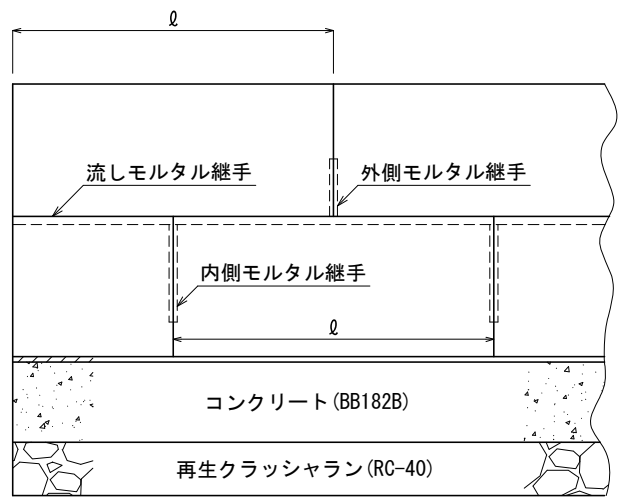 ℓ
流しモルタル継手
外側モルタル継手
内側モルタル継手
ℓ
コンクリート(BB182B)
再生クラッシャラン(RC-40)